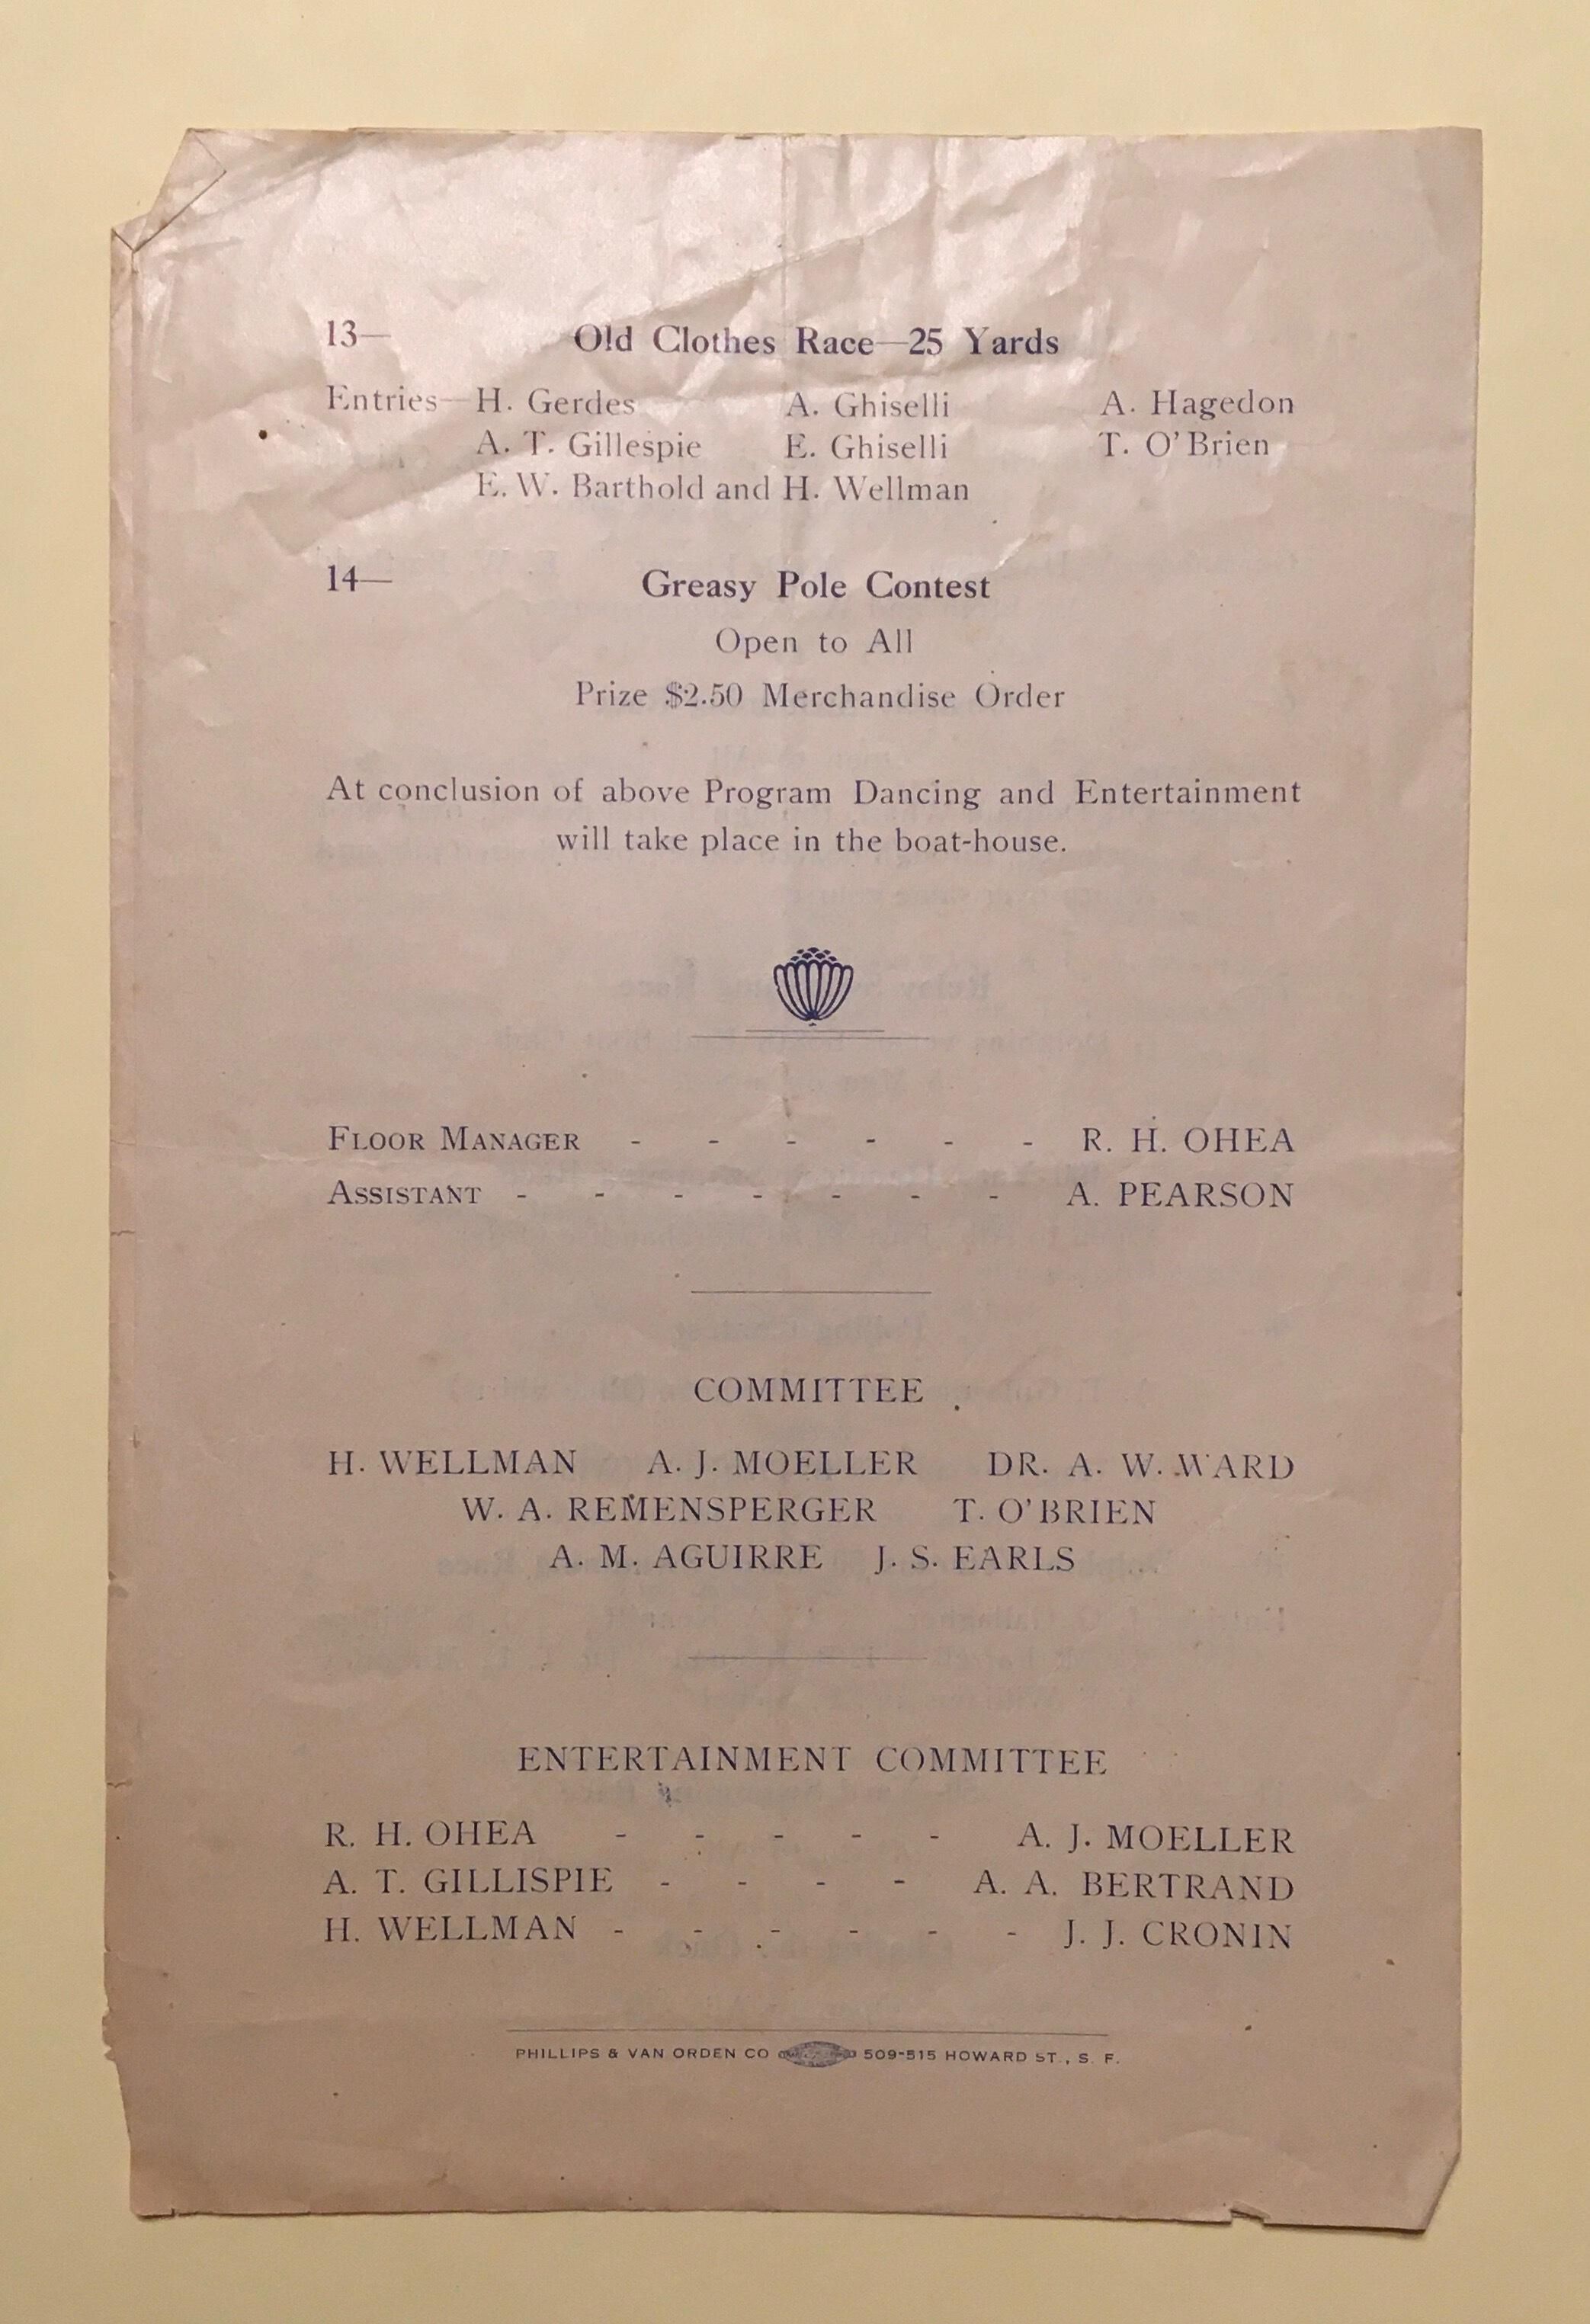 13— Old Clothes Race—25 Yards
Entries—H. Gerdes A. Ghiselli A. Hagedon
A. T. Gillespie E. Ghiselli T. O'Brien
E. W. Barthold and H. Wellman
14— Greasy Pole Contest
Open to All
Prize $2.50 Merchandise Order
At conclusion of above Program Dancing and Entertainment
will take place in the boat-house.
FLOOR MANAGER - - - - - - R. H. OHEA
ASSISTANT - - - - - - - A. PEARSON
COMMITTEE
H. WELLMAN A. J. MOELLER DR. A. W. WARD
W. A. REMENSPERGER T. O'BRIEN
A. M. AGUIRRE J. S. EARLS
ENTERTAINMENT COMMITTEE
R. H. OHEA - - - - - A. J. MOELLER
A. T. GILLISPIE - - - - A. A. BERTRAND
H. WELLMAN - - - - - - J. J. CRONIN
PHILLIPS & VAN ORDEN CO 509-515 HOWARD ST., S. F.